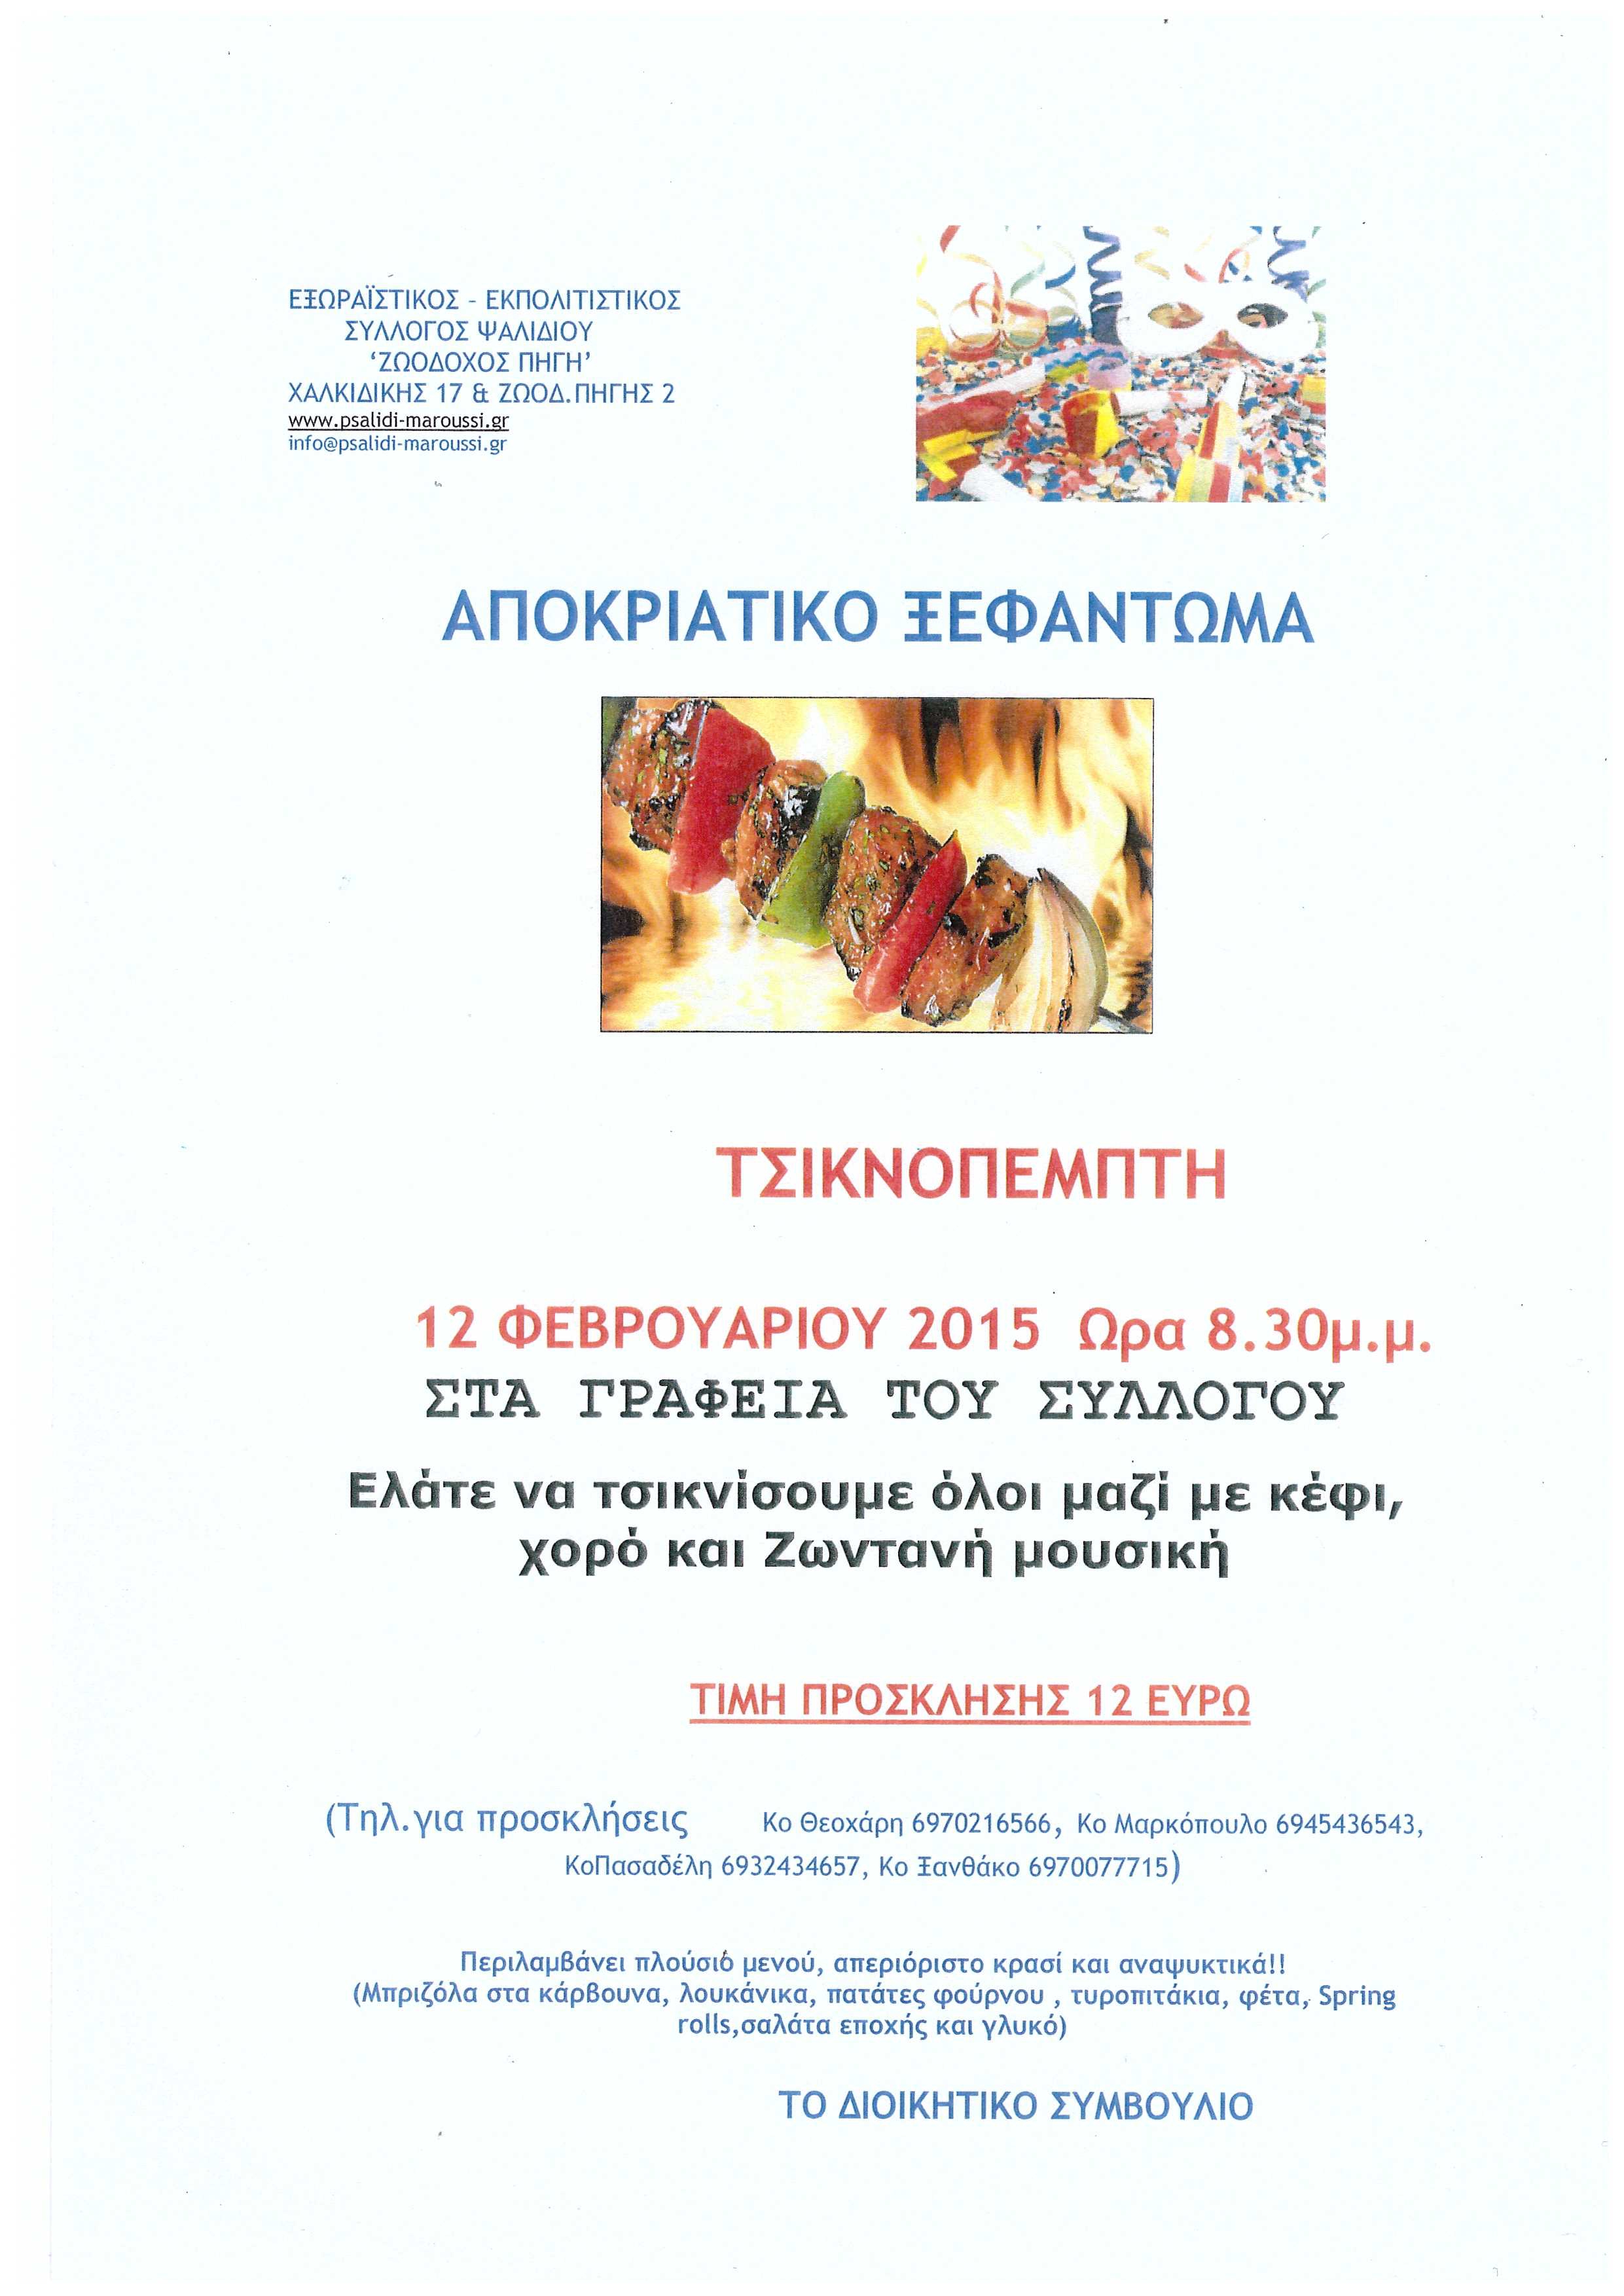 ΕΞΩΡΑΪΣΤΙΚΟΣ - ΕΚΠΟΛΙΤΙΣΤΙΚΟΣ
ΣΥΛΛΟΓΟΣ ΨΑΛΙΔΙΟΥ
‘ΖΩΟΔΟΧΟΣ ΠΗΓΗ’
ΧΑΛΚΙΔΙΚΗΣ 17 & ΖΩΟΔ.ΠΗΓΗΣ 2
www.psalidi-maroussi.gr
info@psalidi-maroussi.gr
ΑΠΟΚΡΙΑΤΙΚΟ ΞΕΦΑΝΤΩΜΑ
ΤΣΙΚΝΟΠΕΜΠΤΗ
12 ΦΕΒΡΟΥΑΡΙΟΥ 2015 Ωρα 8.30μ.μ.
ΣΤΑ ΓΡΑΦΕΙΑ ΤΟΥ ΣΥΛΛΟΓΟΥ
Ελάτε να τσικνίσουμε όλοι μαζί με κέφι,
χορό και Ζωντανή μουσική
ΤΙΜΗ ΠΡΟΣΚΛΗΣΗΣ 12 ΕΥΡΩ
(Τηλ.για προσκλήσεις Κο Θεοχάρη 6970216566, Κο Μαρκόπουλο 6945436543,
ΚοΠασαδέλη 6932434657, Κο Ξανθάκο 6970077715)
Περιλαμβάνει πλούσιο μενού, απεριόριστο κρασί και αναψυκτικά!!
(Μπριζόλα στα κάρβουνα, λουκάνικα, πατάτες φούρνου , τυροπιτάκια, φέτα, Spring
rolls,σαλάτα εποχής και γλυκό)
ΤΟ ΔΙΟΙΚΗΤΙΚΟ ΣΥΜΒΟΥΛΙΟ